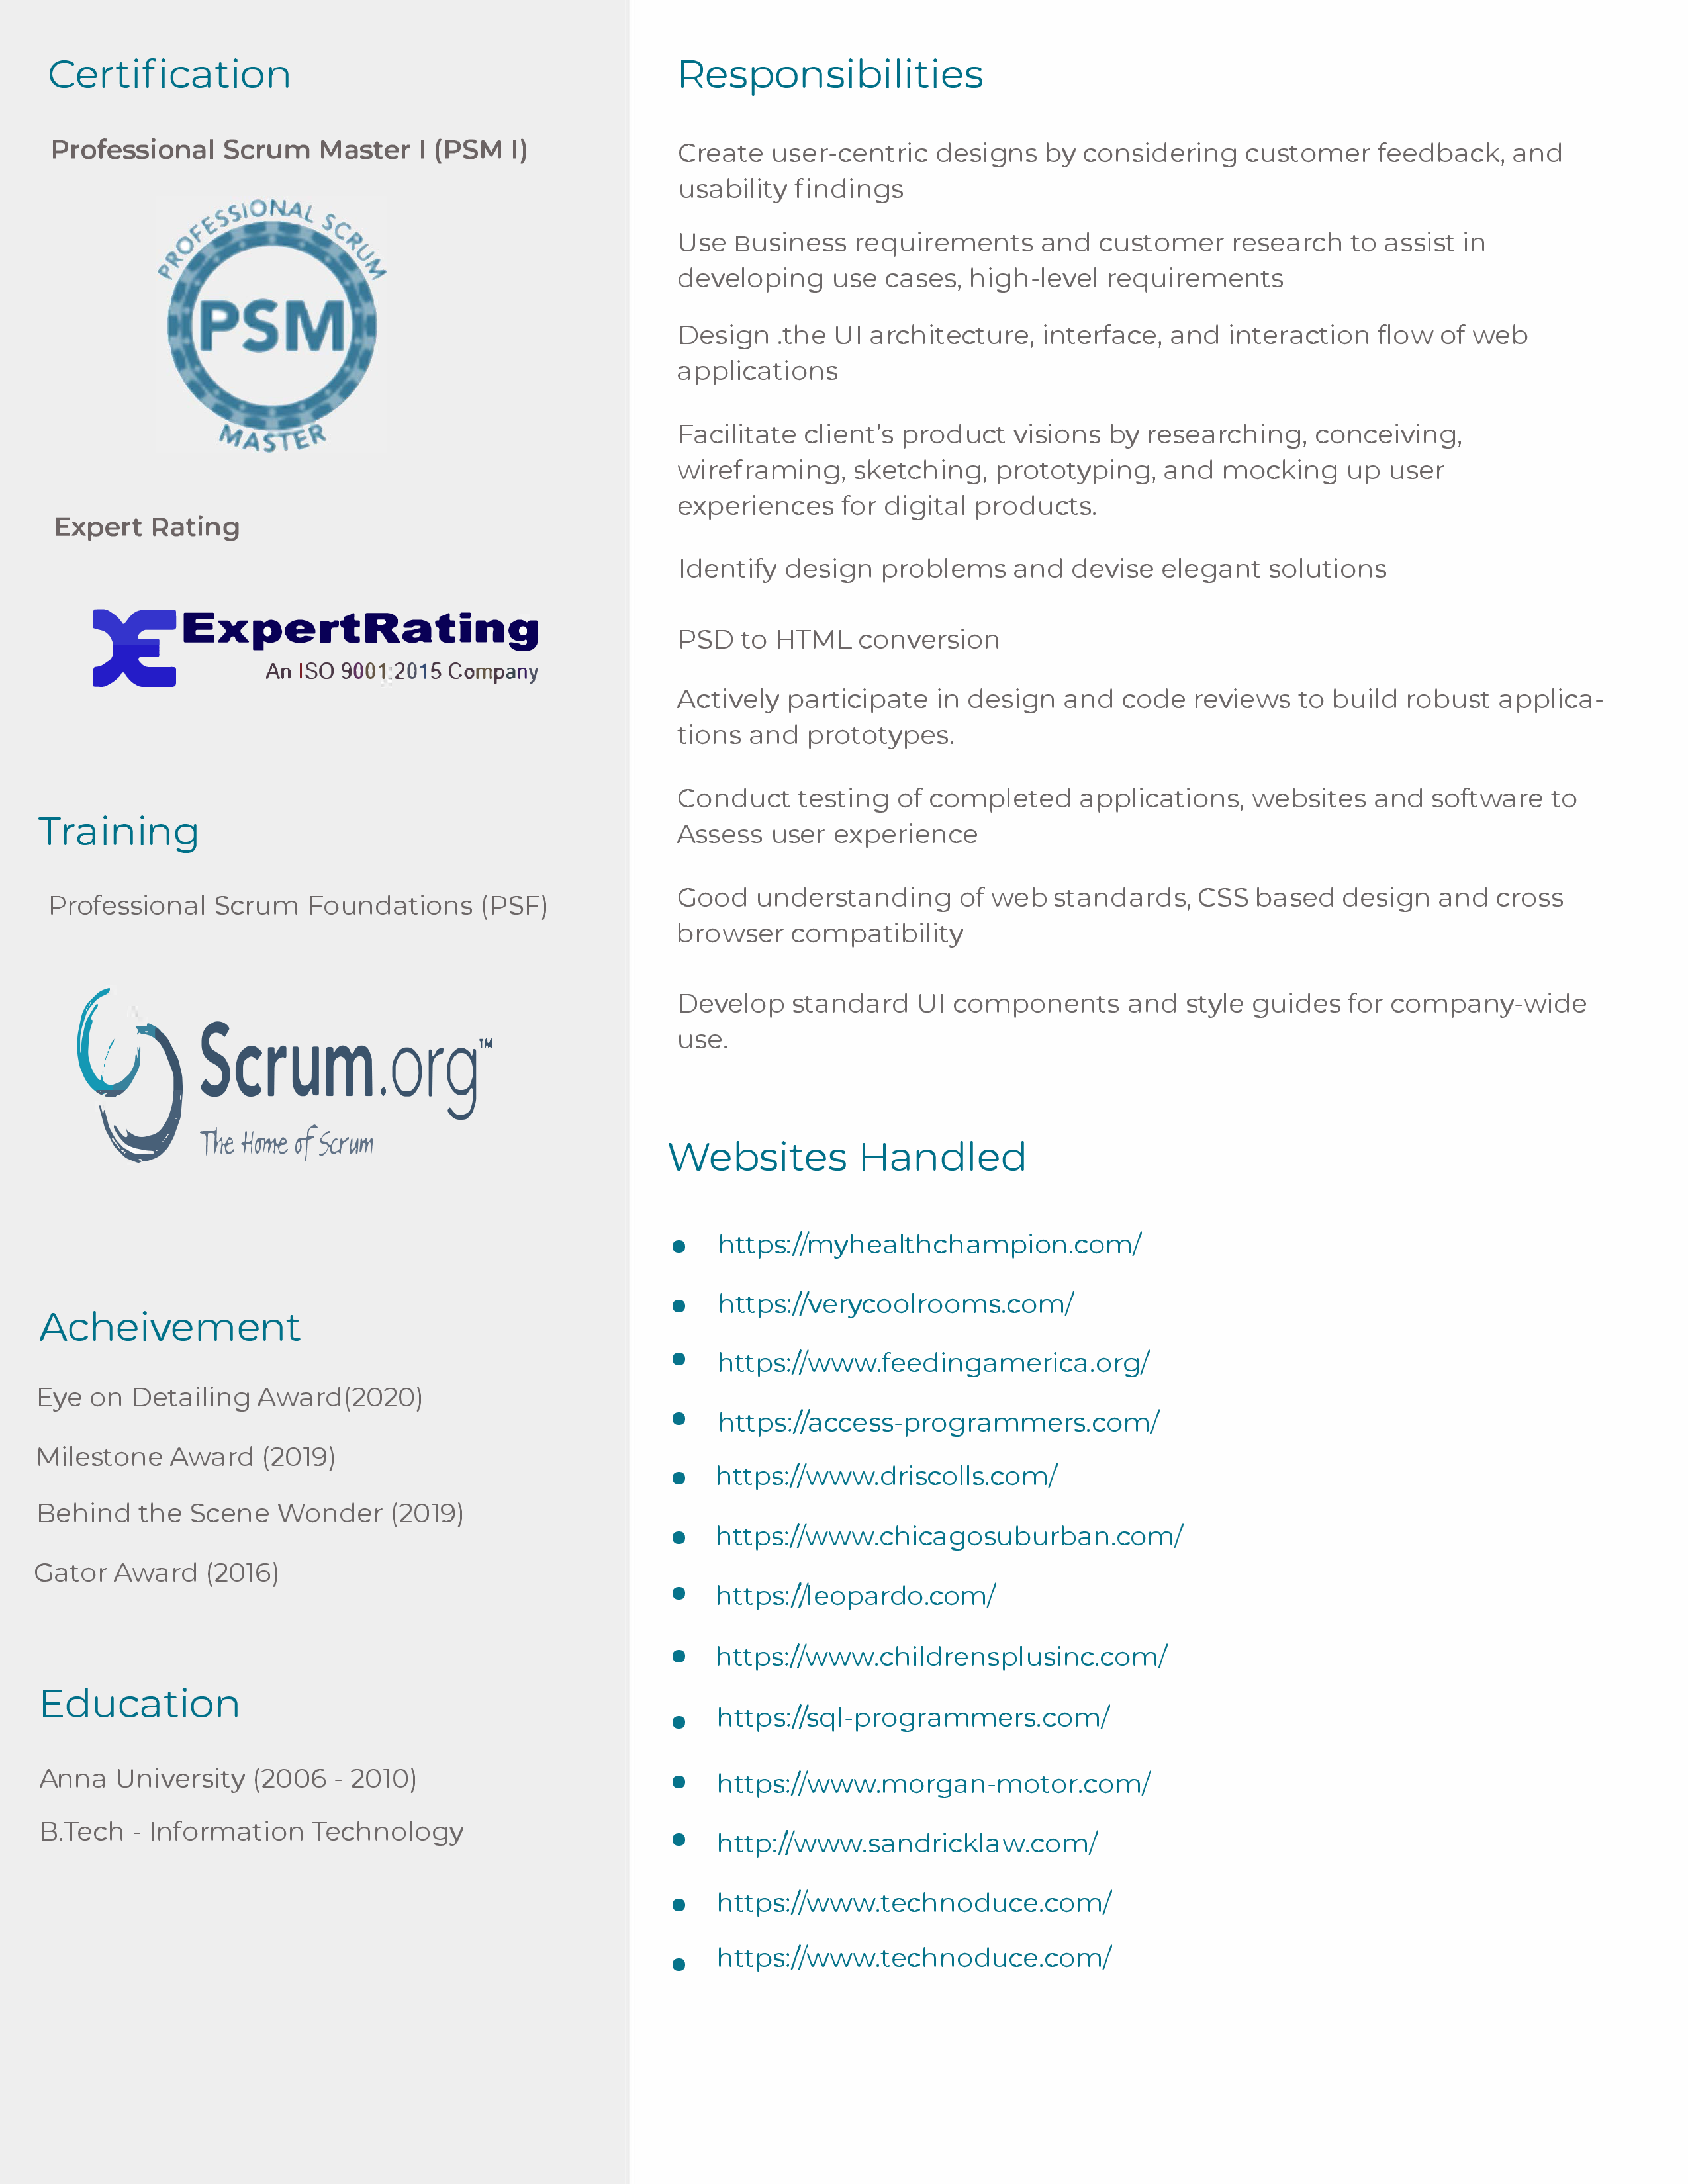 Certification
Professional Scrum Master I (PSM I)
PROFESSIONAL SCRUM
PSM
MASTER
Expert Rating
ExpertRating
An ISO 9001:2015 Company
Training
Professional Scrum Foundations (PSF)
Scrum.org™
The Home of Scrum
Acheivement
Eye on Detailing Award(2020)
Milestone Award (2019)
Behind the Scene Wonder (2019)
Gator Award (2016)
Education
Anna University (2006 - 2010)
B.Tech - Information Technology
Responsibilities
Create user-centric designs by considering customer feedback, and
usability findings
Use Business requirements and customer research to assist in
developing use cases, high-level requirements
Design .the UI architecture, interface, and interaction flow of web
applications
Facilitate client’s product visions by researching, conceiving,
wireframing, sketching, prototyping, and mocking up user
experiences for digital products.
Identify design problems and devise elegant solutions
PSD to HTML conversion
Actively participate in design and code reviews to build robust applica-
tions and prototypes.
Conduct testing of completed applications, websites and software to
Assess user experience
Good understanding of web standards, CSS based design and cross
browser compatibility
Develop standard UI components and style guides for company-wide
use.
Websites Handled
• https://myhealthchampion.com/
• https://verycoolrooms.com/
• https://www.feedingamerica.org/
• https://access-programmers.com/
• https://www.driscolls.com/
• https://www.chicagosuburban.com/
• https://leopardo.com/
• https://www.childrensplusinc.com/
• https://sql-programmers.com/
• https://www.morgan-motor.com/
• http://www.sandricklaw.com/
• https://www.technoduce.com/
• https://www.technoduce.com/